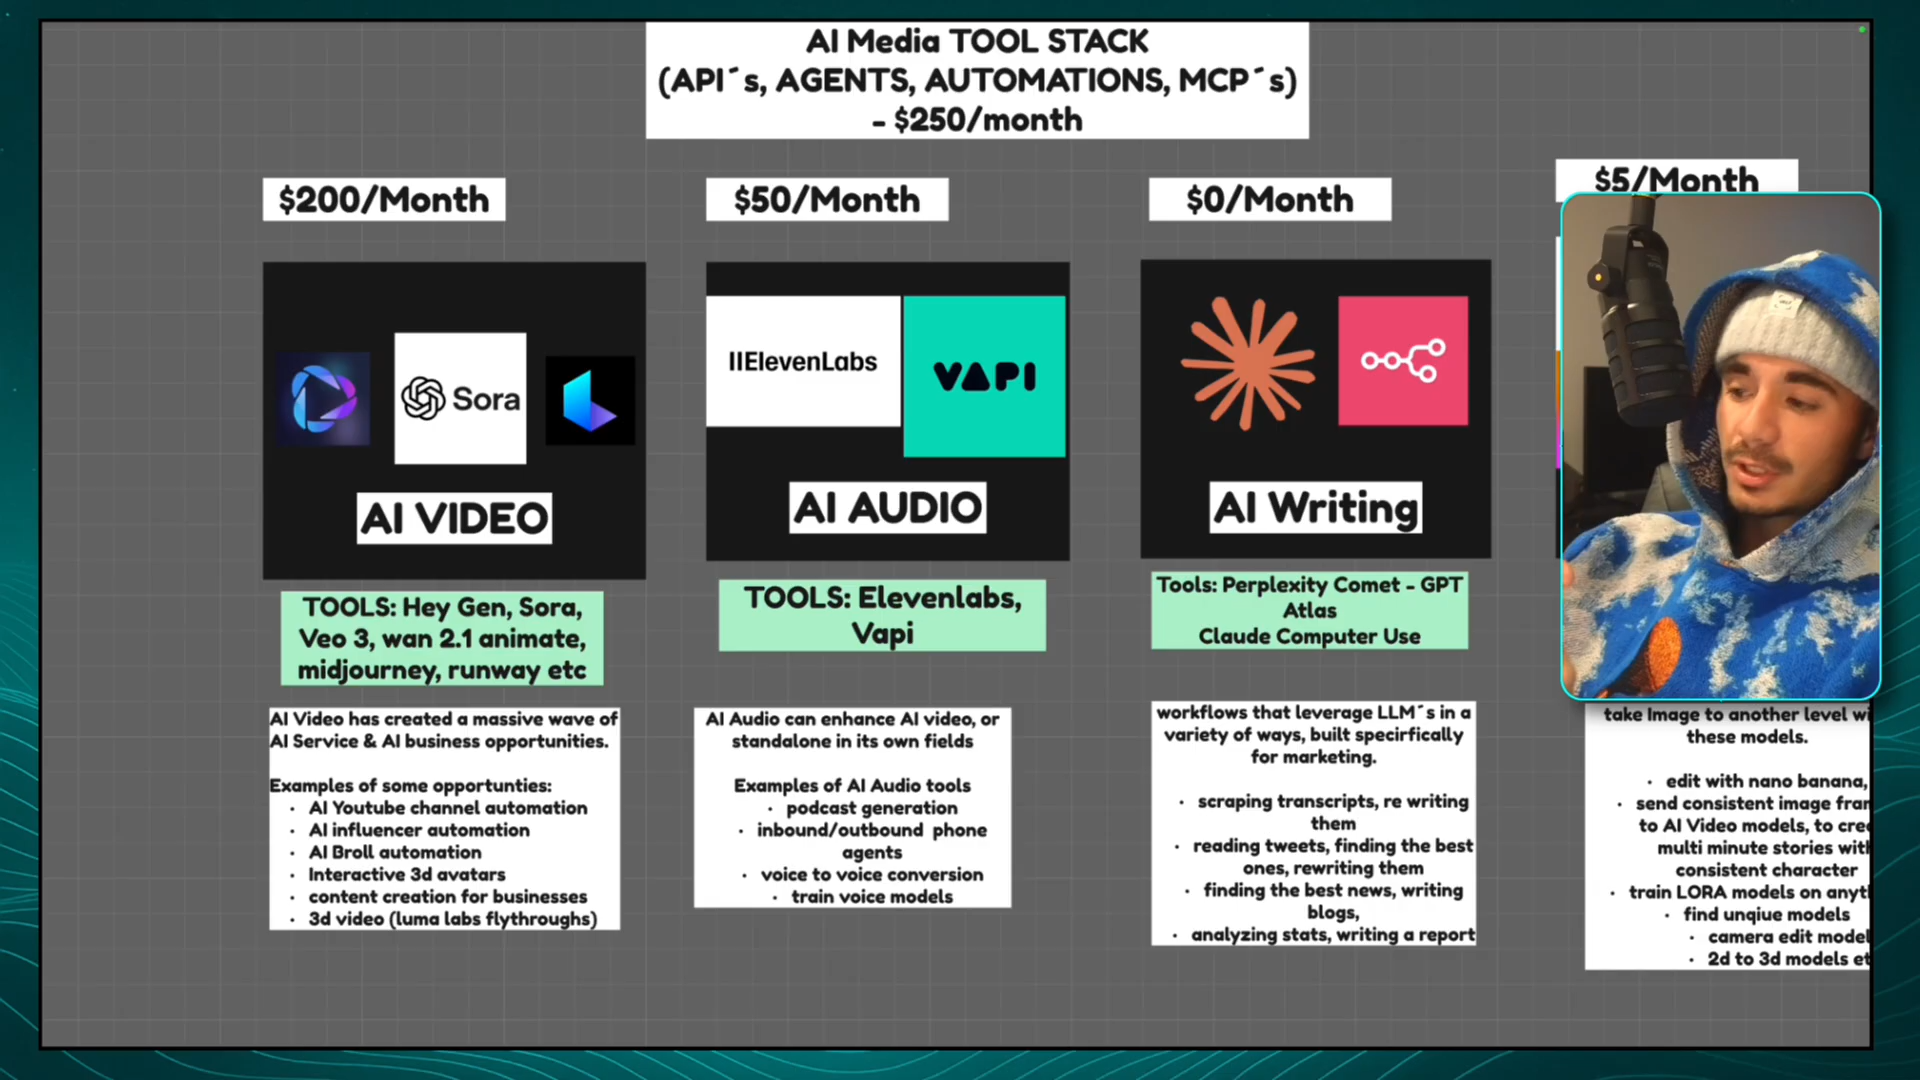 AI Media TOOL STACK
(API´s, AGENTS, AUTOMATIONS, MCP´s)
- $250/month
$200/Month
Sora
AI VIDEO
TOOLS: Hey Gen, Sora,
Veo 3, wan 2.1 animate,
midjourney, runway etc
AI Video has created a massive wave of
AI Service & AI business opportunities.
Examples of some opportunties:
· AI Youtube channel automation
· AI influencer automation
· AI Broll automation
· Interactive 3d avatars
· content creation for businesses
· 3d video (luma labs flythroughs)
$50/Month
IIElevenLabs
VAPI
AI AUDIO
TOOLS: Elevenlabs,
Vapi
AI Audio can enhance AI video, or
standalone in its own fields
Examples of AI Audio tools
· podcast generation
· inbound/outbound phone
agents
· voice to voice conversion
· train voice models
$0/Month
AI Writing
Tools: Perplexity Comet - GPT
Atlas
Claude Computer Use
workflows that leverage LLM´s in a
variety of ways, built specirfically
for marketing.
· scraping transcripts, re writing
them
· reading tweets, finding the best
ones, rewriting them
· finding the best news, writing
blogs,
· analyzing stats, writing a report
$5/Month
take Image to another level wi
these models.
· edit with nano banana,
· send consistent image fran
to AI Video models, to cre
multi minute stories with
consistent character
· train LORA models on anyt
· find unqiue models
· camera edit model
· 2d to 3d models et